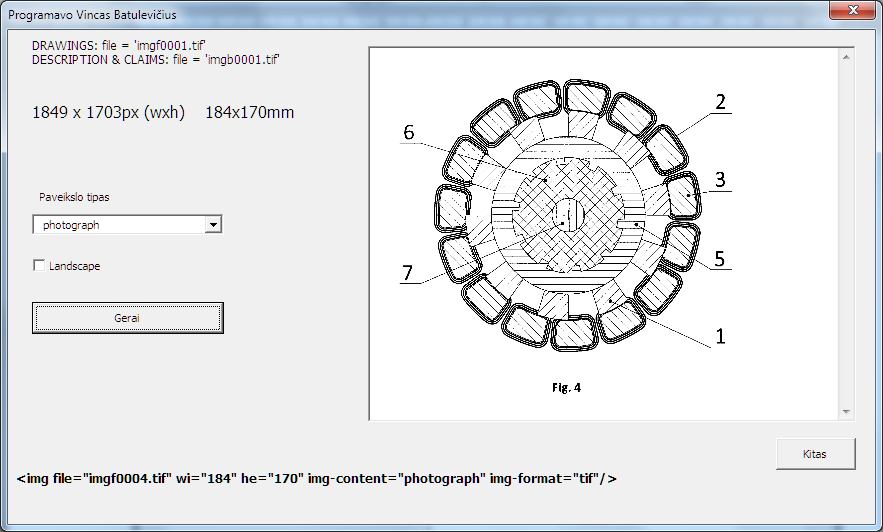 Programavo Vincas Batulevičius
DRAWINGS: file = 'imgf0001.tif'
DESCRIPTION & CLAIMS: file = 'imgb0001.tif'
1849 x 1703px (wxh) 184x170mm
Paveikslo tipas
photograph
Landscape
Gerai
2
6
3
7
5
1
Fig. 4
Kitas
<img file="imgf0004.tif" wi="184" he="170" img-content="photograph" img-format="tif"/>